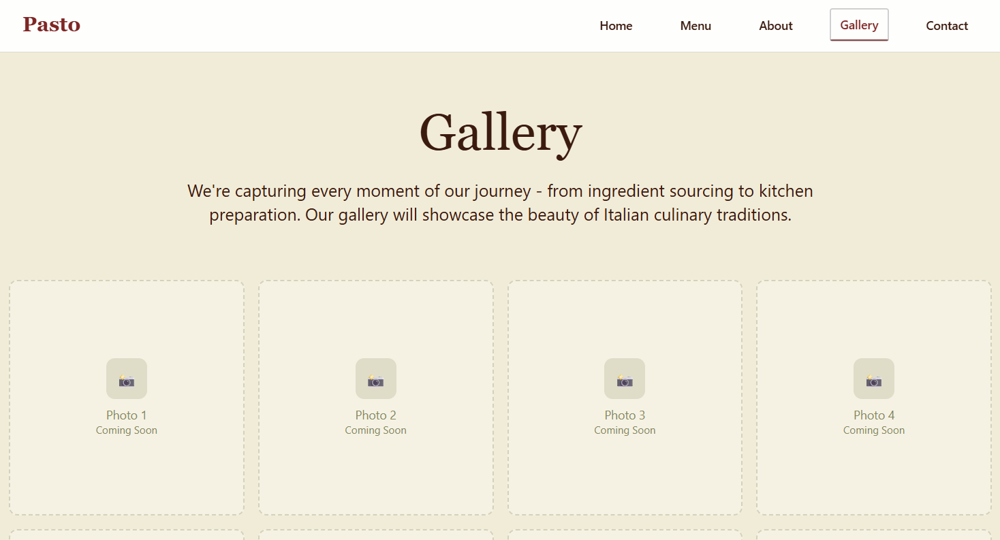 Pasto
Home
Menu
About
Gallery
Contact
Gallery
We're capturing every moment of our journey - from ingredient sourcing to kitchen
preparation. Our gallery will showcase the beauty of Italian culinary traditions.
Photo 1
Coming Soon
Photo 2
Coming Soon
Photo 3
Coming Soon
Photo 4
Coming Soon